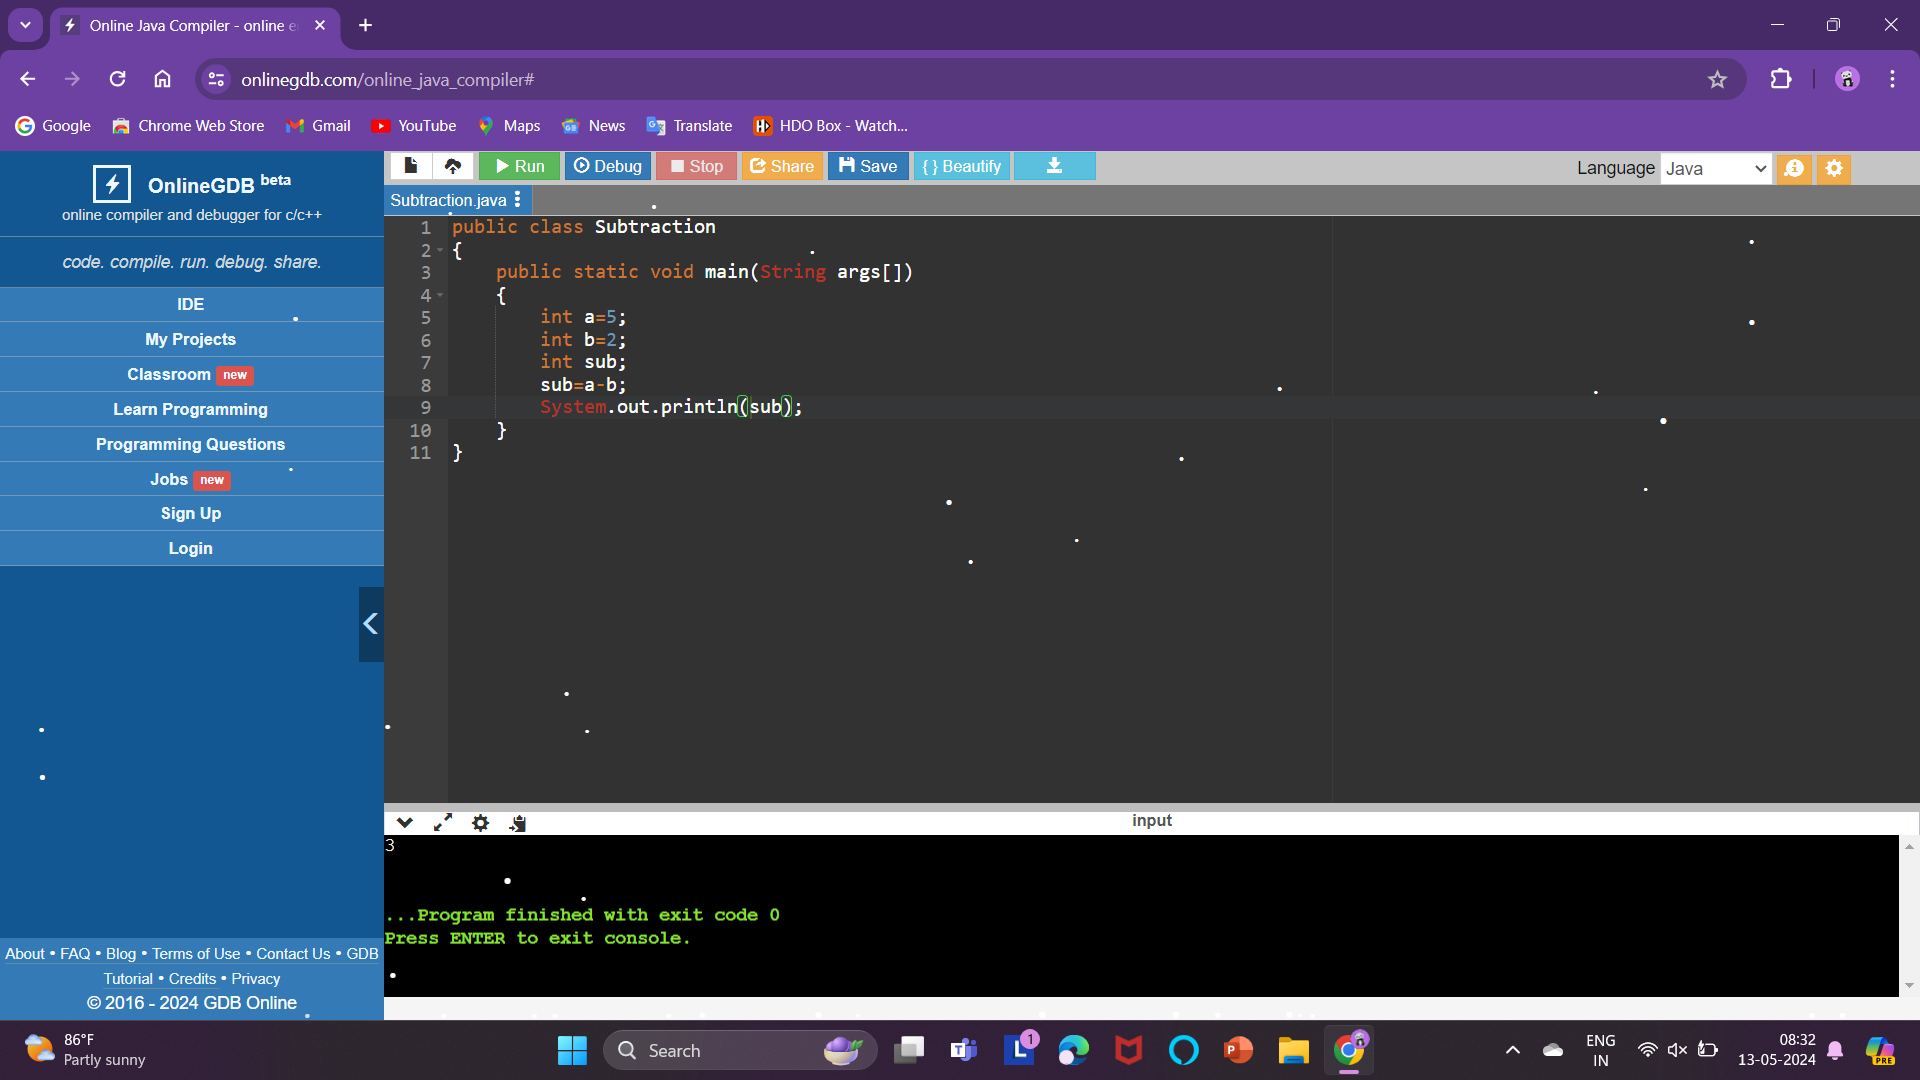 Online Java Compiler - online e
onlinegdb.com/online_java_compiler#
Google Chrome Web Store Gmail YouTube Maps News Translate HDO Box - Watch...
OnlineGDB beta
online compiler and debugger for c/c++
code. compile. run. debug. share.
IDE
My Projects
Classroom new
Learn Programming
Programming Questions
Jobs new
Sign Up
Login
About • FAQ • Blog • Terms of Use • Contact Us • GDB
Tutorial • Credits • Privacy
© 2016 - 2024 GDB Online
Run Debug Stop Share Save { } Beautify
Language Java
Subtraction.java
1 public class Subtraction
2 {
3 public static void main(String args[])
4 {
5 int a=5;
6 int b=2;
7 int sub;
8 sub=a-b;
9 System.out.println(sub);
10 }
11 }
input
3
...Program finished with exit code 0
Press ENTER to exit console.
86°F
Partly sunny
Search
1
ENG
IN
08:32
13-05-2024
PRE